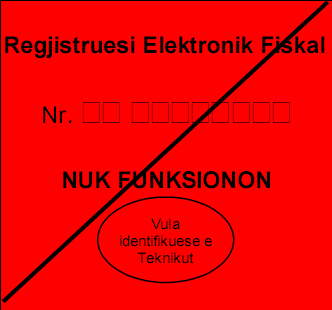 Regjistruesi Elektronik Fiskal
Nr. □□ □□□□□□□□
NUK FUNKSIONON
Vula
identifikuese e
Teknikut